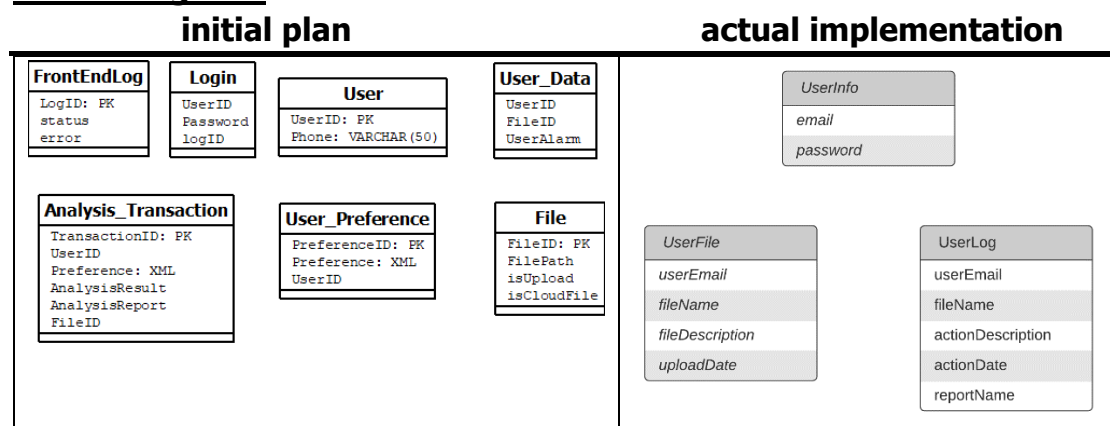 initial plan
actual implementation
FrontEndLog
LogID: PK
status
error
Login
UserID
Password
logID
User
UserID: PK
Phone: VARCHAR(50)
User_Data
UserID
FileID
UserAlarm
Analysis_Transaction
TransactionID: PK
UserID
Preference: XML
AnalysisResult
AnalysisReport
FileID
User_Preference
PreferenceID: PK
Preference: XML
UserID
File
FileID: PK
FilePath
isUpload
isCloudFile
UserInfo
email
password
UserFile
userEmail
fileName
fileDescription
uploadDate
UserLog
userEmail
fileName
actionDescription
actionDate
reportName